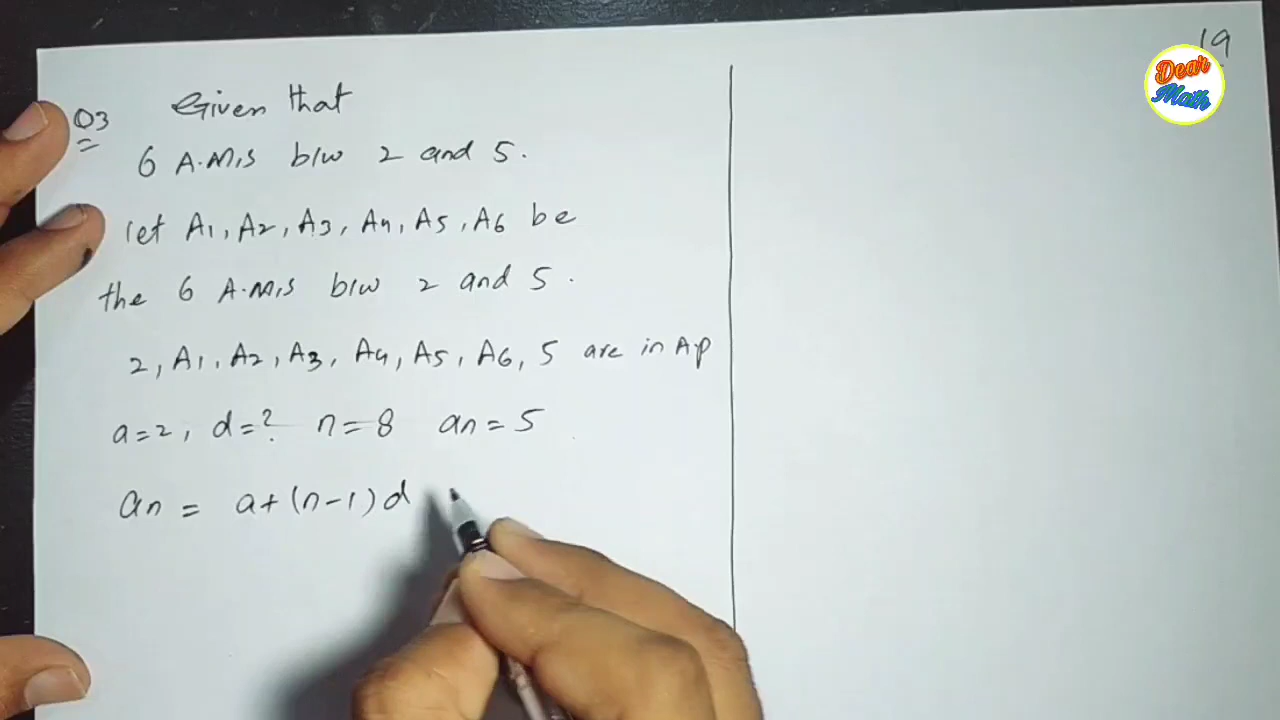 19
Dear
Math
Q3 Given that
6 A.M,s b/w 2 and 5.
let A1, A2, A3, A4, A5, A6 be
the 6 A.M,s b/w 2 and 5.
2, A1, A2, A3, A4, A5, A6, 5 are in A.p
a=2, d=? n=8 an=5
an = a+(n-1)d